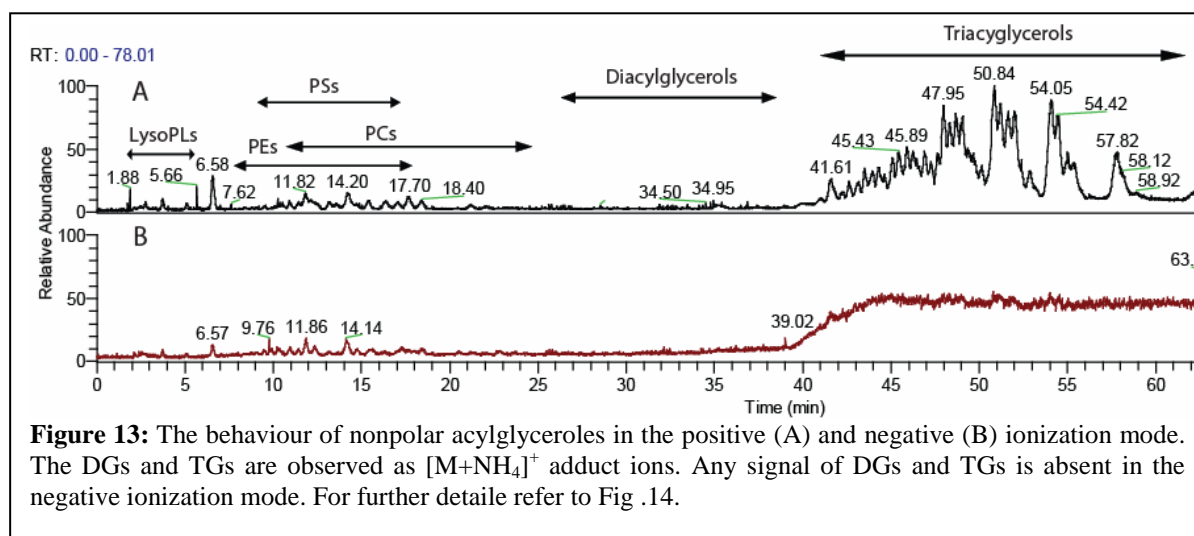 Triacyglycerols
RT: 0.00 - 78.01
Diacylglycerols
50.84
54.05
100
A
PSs
47.95
54.42
LysoPLs
PCs
45.43 45.89
57.82
50
6.58
PEs
41.61
58.12
1.88
5.66
7.62
11.82
14.20
17.70
18.40
34.50
34.95
58.92
0
Relative Abundance
100
B
63.
50
39.02
6.57
9.76
11.86
14.14
0
0 5 10 15 20 25 30 35 40 45 50 55 60
Time (min)
Figure 13: The behaviour of nonpolar acylglyceroles in the positive (A) and negative (B) ionization mode.
The DGs and TGs are observed as [M+NH4]+ adduct ions. Any signal of DGs and TGs is absent in the
negative ionization mode. For further detaile refer to Fig .14.